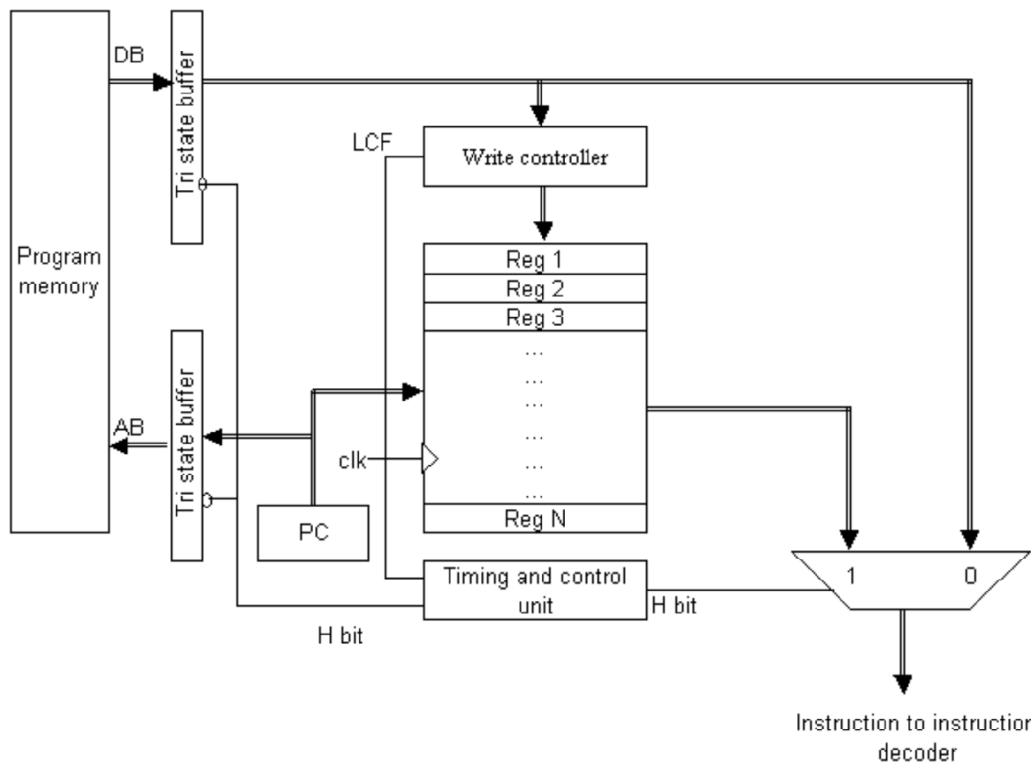 DB
Tri state buffer
LCF
Write controller
Program
memory
Reg 1
Reg 2
Reg 3
...
...
...
...
...
...
Reg N
AB
Tri state buffer
clk
PC
Timing and control
unit
H bit
H bit
1
0
Instruction to instruction
decoder